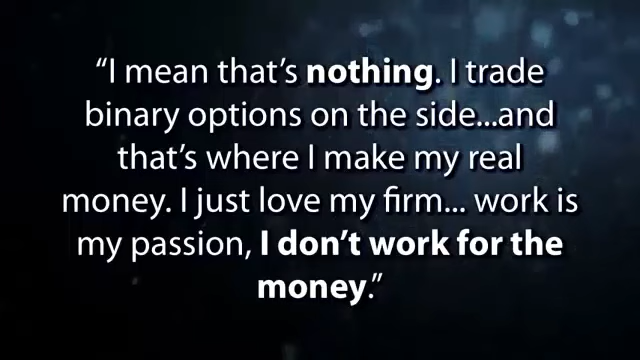 “I mean that’s nothing. I trade
binary options on the side...and
that’s where I make my real
money. I just love my firm... work is
my passion, I don’t work for the
money.”